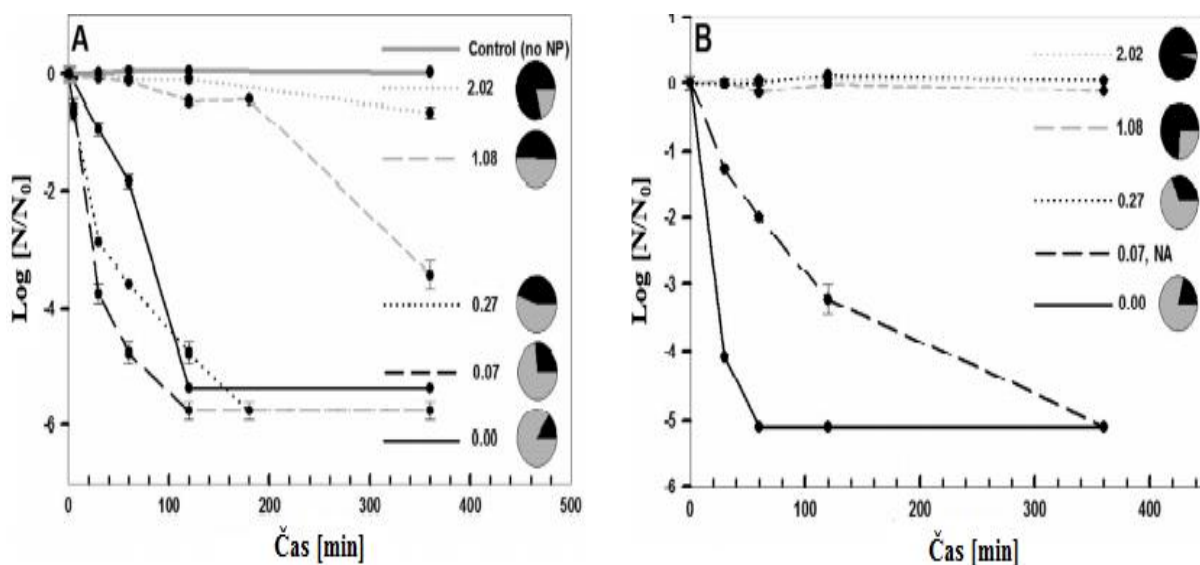 A
Control (no NP)
2.02
1.08
0.27
0.07
0.00
0
-2
-4
-6
Log [N/N₀]
0 100 200 300 400 500
Čas [min]
B
2.02
1.08
0.27
0.07, NA
0.00
1
0
-1
-2
-3
-4
-5
-6
Log [N/N₀]
0 100 200 300 400
Čas [min]